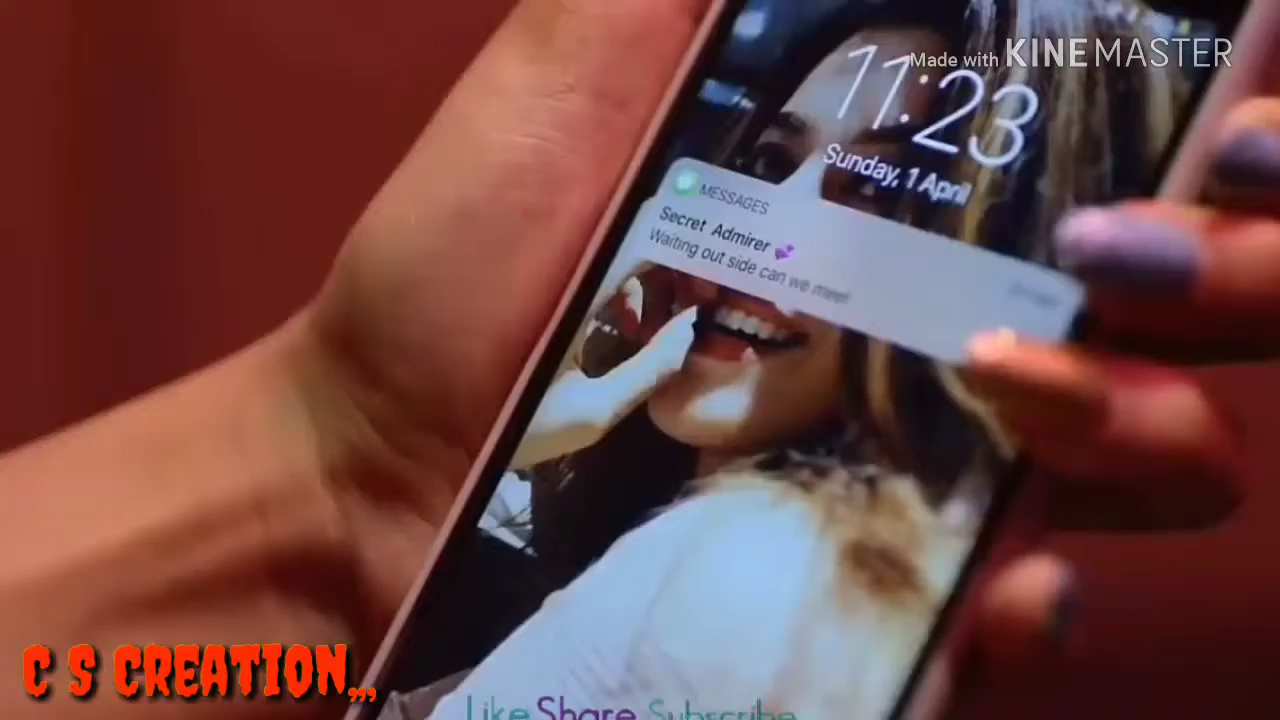 Made with KINEMASTER
11:23
Sunday, 1 April
MESSAGES
Secret Admirer 💞
Waiting out side can we meet
C S CREATION,,,
Like Share Subscribe